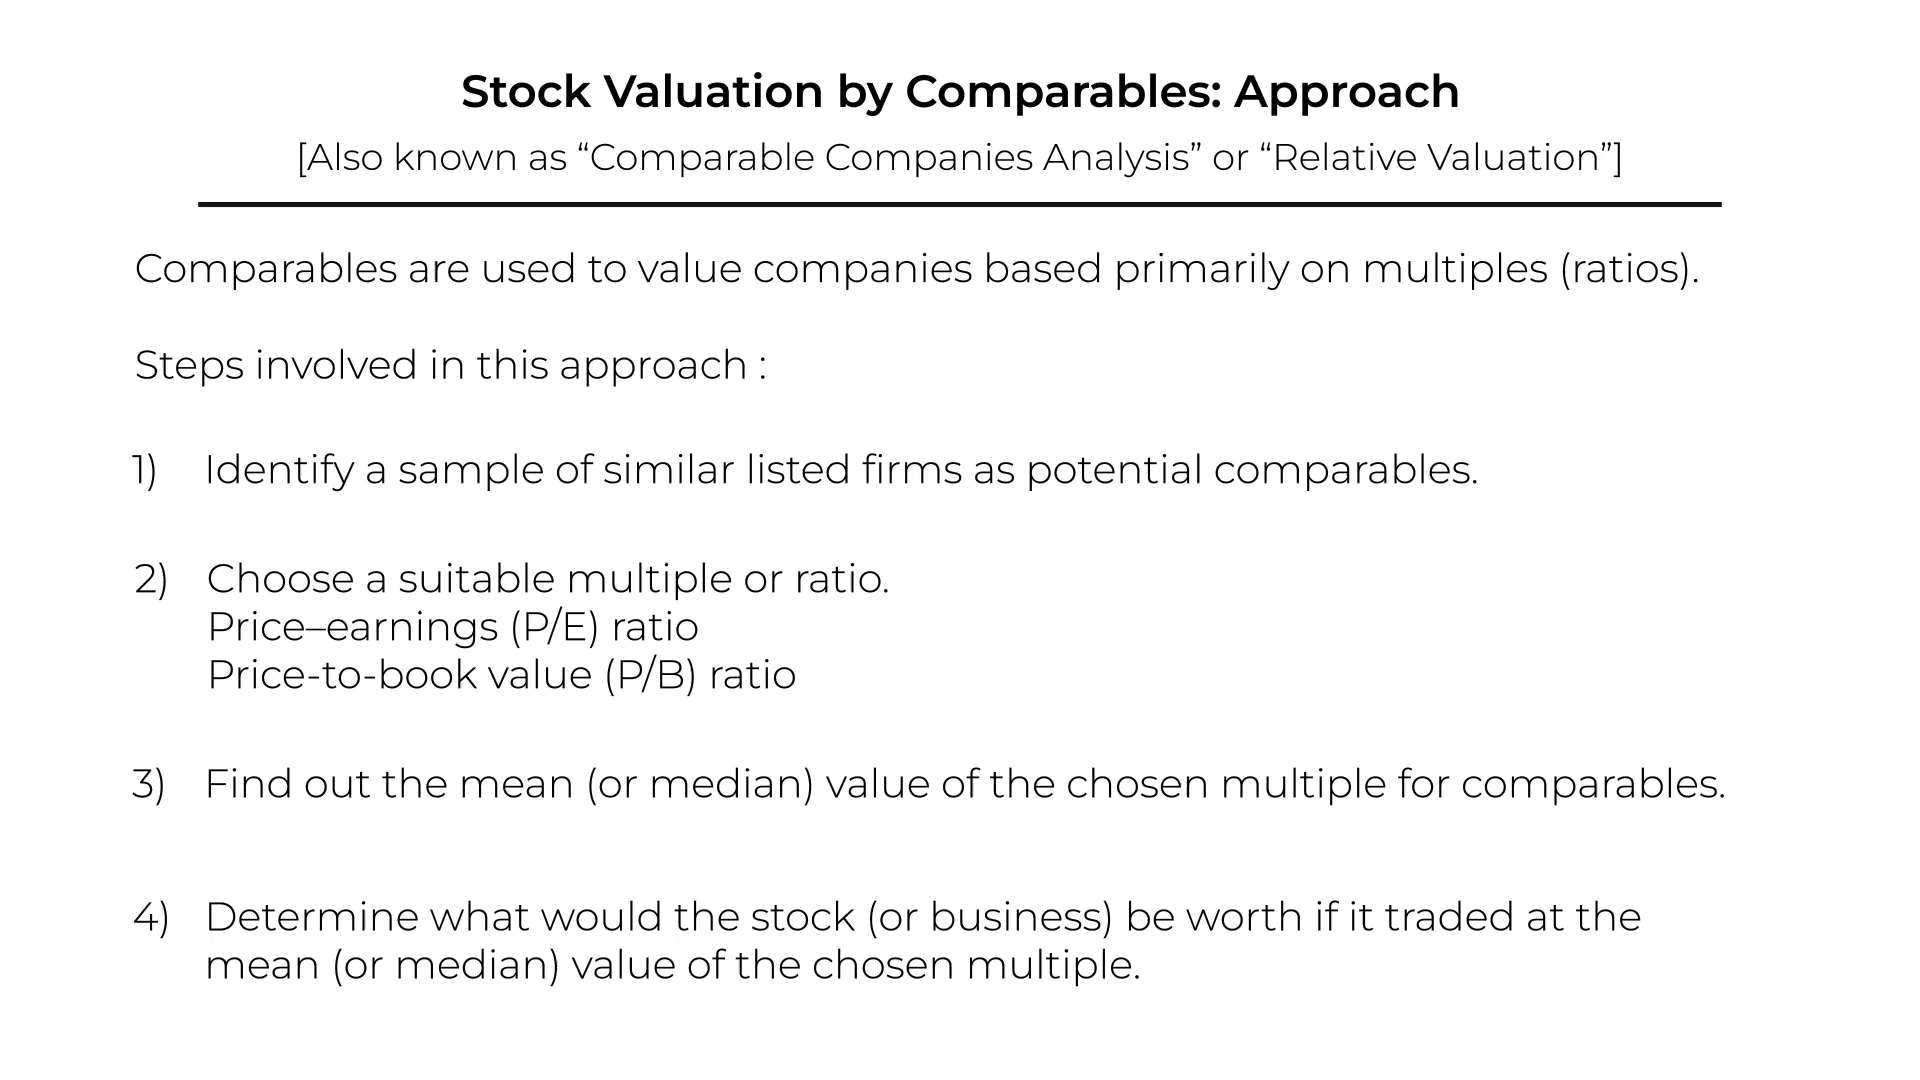 Stock Valuation by Comparables: Approach
[Also known as “Comparable Companies Analysis” or “Relative Valuation”]
Comparables are used to value companies based primarily on multiples (ratios).
Steps involved in this approach :
1) Identify a sample of similar listed firms as potential comparables.
2) Choose a suitable multiple or ratio.
Price–earnings (P/E) ratio
Price-to-book value (P/B) ratio
3) Find out the mean (or median) value of the chosen multiple for comparables.
4) Determine what would the stock (or business) be worth if it traded at the
mean (or median) value of the chosen multiple.